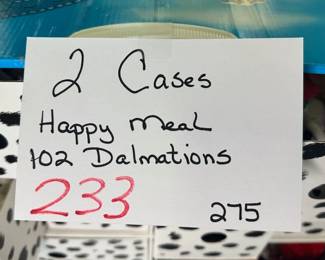 2 Cases
Happy Meal
102 Dalmations
233
275